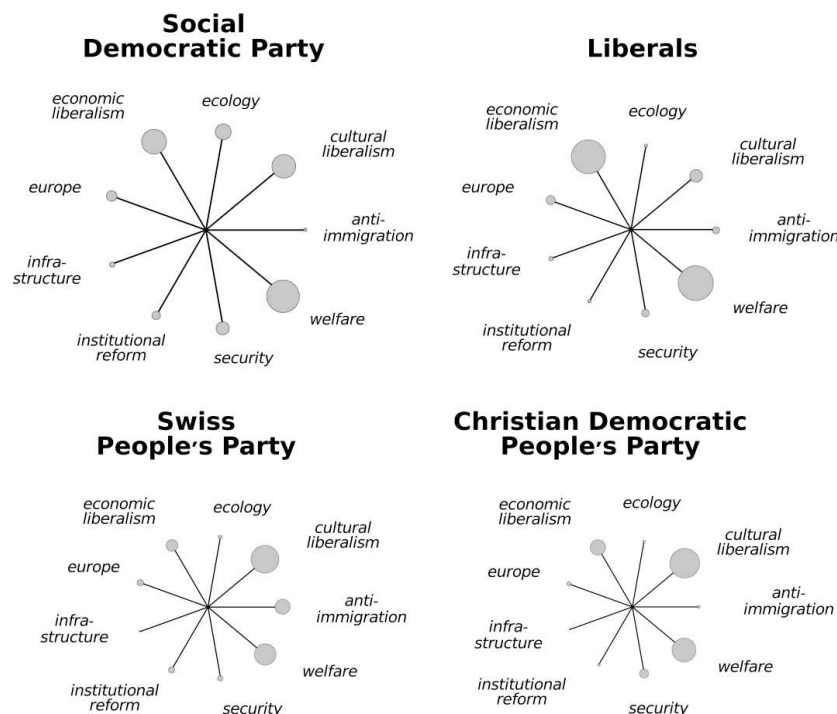 Social
Democratic Party
economic
liberalism
ecology
cultural
liberalism
europe
anti-
immigration
infra-
structure
institutional
reform
security
welfare
Liberals
economic
liberalism
ecology
cultural
liberalism
europe
anti-
immigration
infra-
structure
institutional
reform
security
welfare
Swiss
People's Party
economic
liberalism
ecology
cultural
liberalism
europe
anti-
immigration
infra-
structure
institutional
reform
security
welfare
Christian Democratic
People's Party
economic
liberalism
ecology
cultural
liberalism
europe
anti-
immigration
infra-
structure
institutional
reform
security
welfare